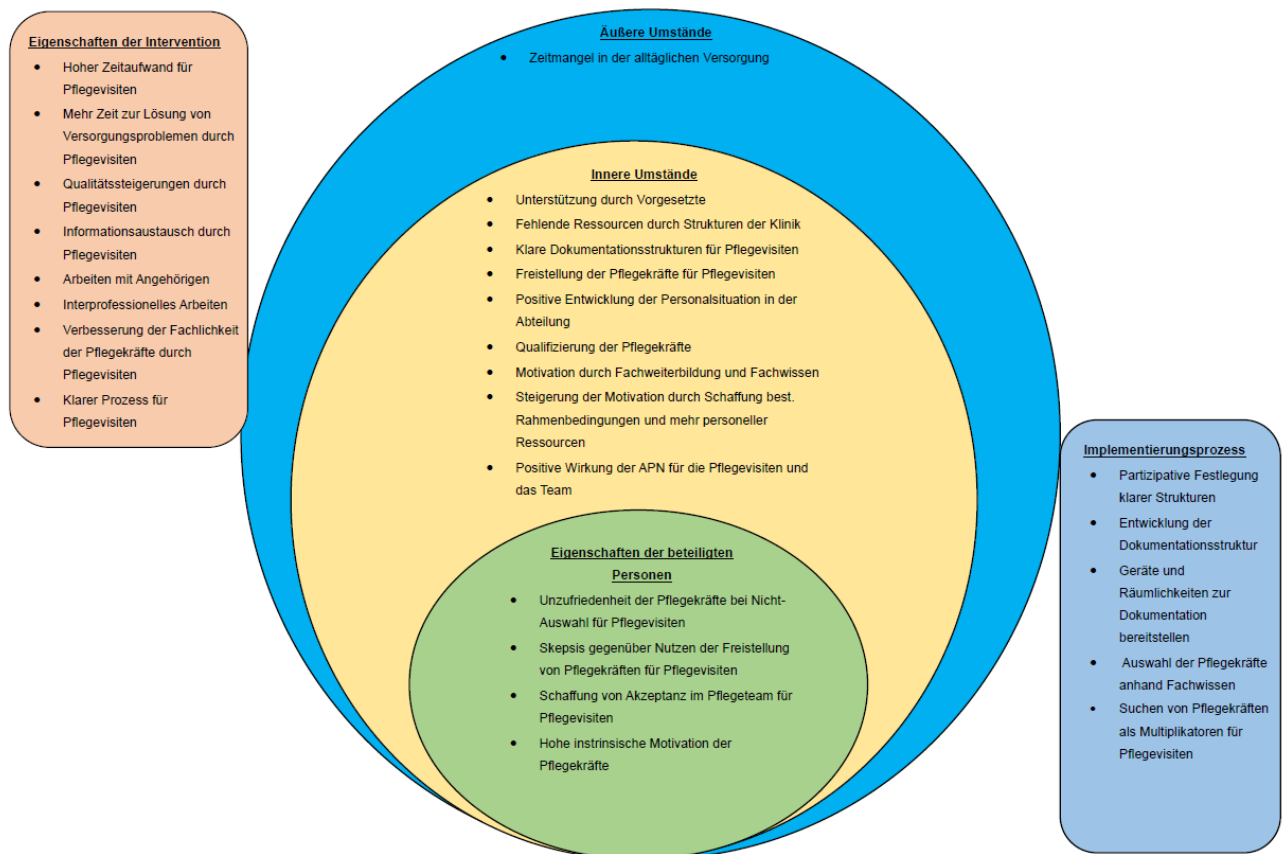 Eigenschaften der Intervention
• Hoher Zeitaufwand für
Pflegevisiten
• Mehr Zeit zur Lösung von
Versorgungsproblemen durch
Pflegevisiten
• Qualitätssteigerungen durch
Pflegevisiten
• Informationsaustausch durch
Pflegevisiten
• Arbeiten mit Angehörigen
• Interprofessionelles Arbeiten
• Verbesserung der Fachlichkeit
der Pflegekräfte durch
Pflegevisiten
• Klarer Prozess für
Pflegevisiten
Äußere Umstände
• Zeitmangel in der alltäglichen Versorgung
Innere Umstände
• Unterstützung durch Vorgesetzte
• Fehlende Ressourcen durch Strukturen der Klinik
• Klare Dokumentationsstrukturen für Pflegevisiten
• Freistellung der Pflegekräfte für Pflegevisiten
• Positive Entwicklung der Personalsituation in der
Abteilung
• Qualifizierung der Pflegekräfte
• Motivation durch Fachweiterbildung und Fachwissen
• Steigerung der Motivation durch Schaffung best.
Rahmenbedingungen und mehr personeller
Ressourcen
• Positive Wirkung der APN für die Pflegevisiten und
das Team
Eigenschaften der beteiligten
Personen
• Unzufriedenheit der Pflegekräfte bei Nicht-
Auswahl für Pflegevisiten
• Skepsis gegenüber Nutzen der Freistellung
von Pflegekräften für Pflegevisiten
• Schaffung von Akzeptanz im Pflegeteam für
Pflegevisiten
• Hohe instrinsische Motivation der
Pflegekräfte
Implementierungsprozess
• Partizipative Festlegung
klarer Strukturen
• Entwicklung der
Dokumentationsstruktur
• Geräte und
Räumlichkeiten zur
Dokumentation
bereitstellen
• Auswahl der Pflegekräfte
anhand Fachwissen
• Suchen von Pflegekräften
als Multiplikatoren für
Pflegevisiten